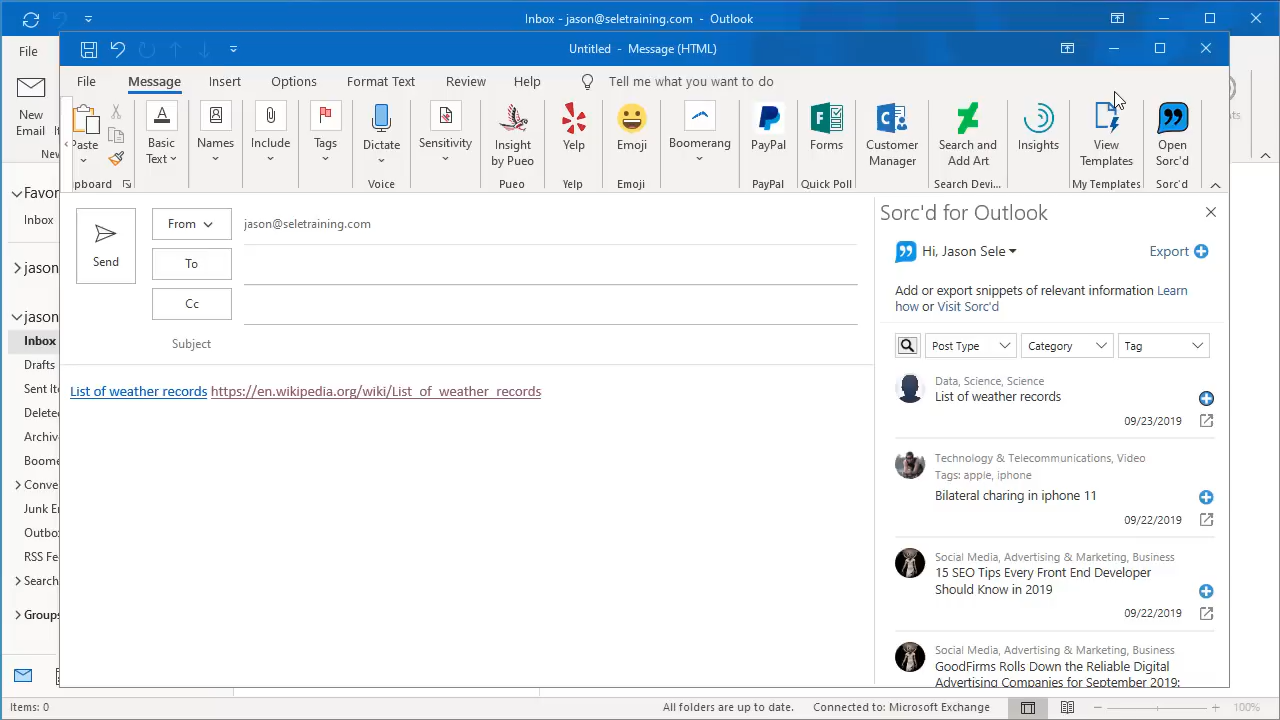 Inbox - jason@seletraining.com - Outlook
File
New
Email
New
Favor
Inbox
jason
jason
Inbox
Drafts
Sent Ite
Deleted
Archiv
Boome
Conve
Junk Er
Outbox
RSS Fe
Search
Groups
Untitled - Message (HTML)
File Message Insert Options Format Text Review Help Tell me what you want to do
Paste
pboard
Basic
Text
Names
Include
Tags
Dictate
Voice
Sensitivity
Insight
by Pueo
Pueo
Yelp
Yelp
Emoji
Emoji
Boomerang
PayPal
PayPal
Forms
Quick Poll
Customer
Manager
Search and
Add Art
Search Devi...
Insights
View
Templates
My Templates
Open
Sorc'd
Sorc'd
Send
From jason@seletraining.com
To
Cc
Subject
List of weather records https://en.wikipedia.org/wiki/List_of_weather_records
Sorc'd for Outlook
Hi, Jason Sele Export
Add or export snippets of relevant information Learn
how or Visit Sorc'd
Post Type Category Tag
Data, Science, Science
List of weather records
09/23/2019
Technology & Telecommunications, Video
Tags: apple, iphone
Bilateral charing in iphone 11
09/22/2019
Social Media, Advertising & Marketing, Business
15 SEO Tips Every Front End Developer
Should Know in 2019
09/22/2019
Social Media, Advertising & Marketing, Business
GoodFirms Rolls Down the Reliable Digital
Advertising Companies for September 2019:
Items: 0 All folders are up to date. Connected to: Microsoft Exchange 100%